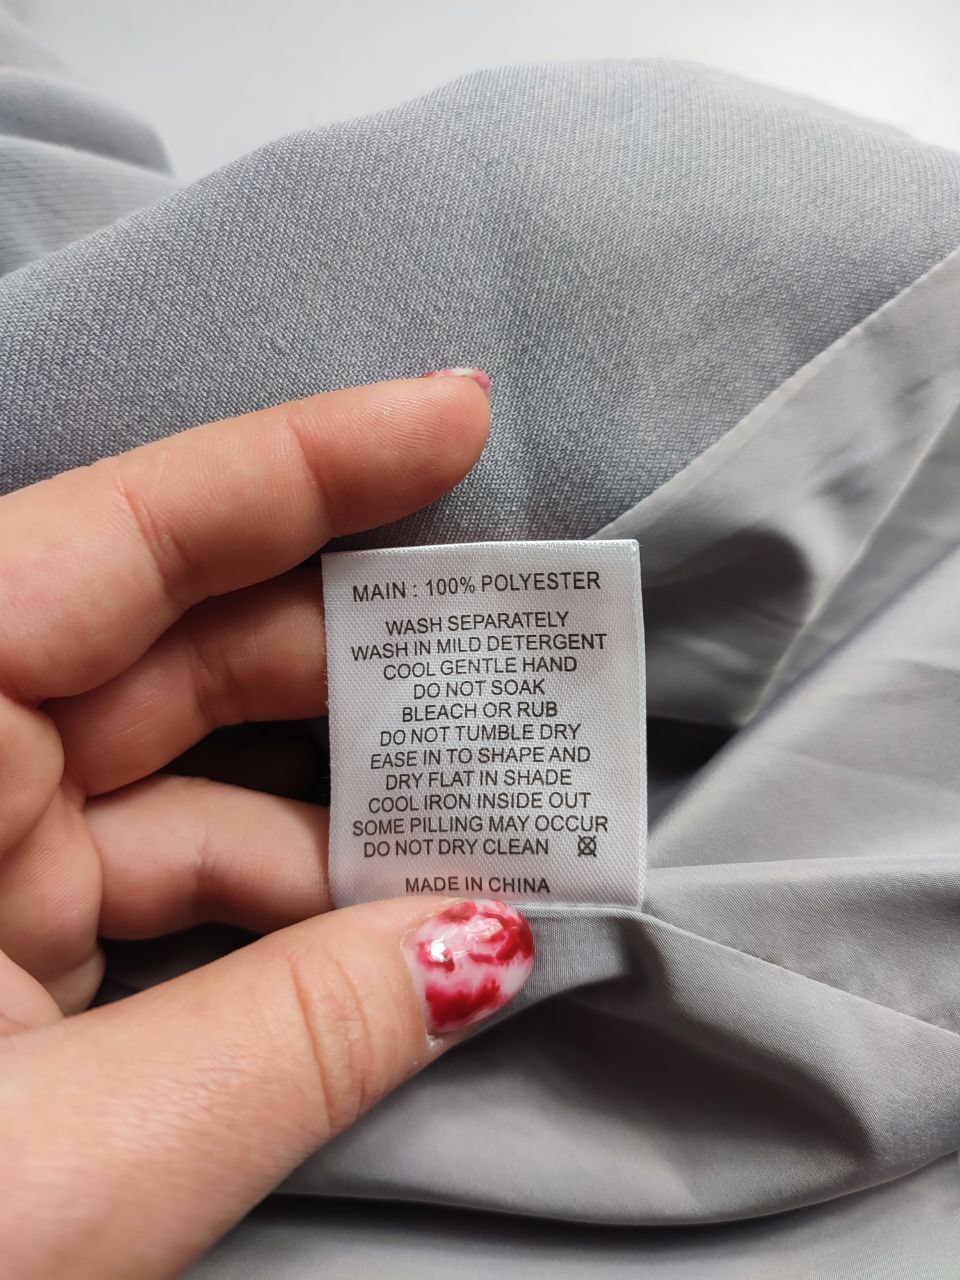 MAIN : 100% POLYESTER
WASH SEPARATELY
WASH IN MILD DETERGENT
COOL GENTLE HAND
DO NOT SOAK
BLEACH OR RUB
DO NOT TUMBLE DRY
EASE IN TO SHAPE AND
DRY FLAT IN SHADE
COOL IRON INSIDE OUT
SOME PILLING MAY OCCUR
DO NOT DRY CLEAN
MADE IN CHINA